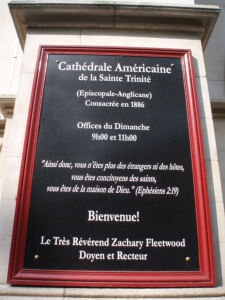 "Cathédrale Américaine"
de la Sainte Trinité
(Episcopale-Anglicane)
Consacrée en 1886
Offices du Dimanche
9h00 et 11h00
"Ainsi donc, vous n'êtes plus des étrangers ni des hôtes,
vous êtes concitoyens des saints,
vous êtes de la maison de Dieu." (Ephésiens 2:19)
Bienvenue!
Le Très Révérend Zachary Fleetwood
Doyen et Recteur